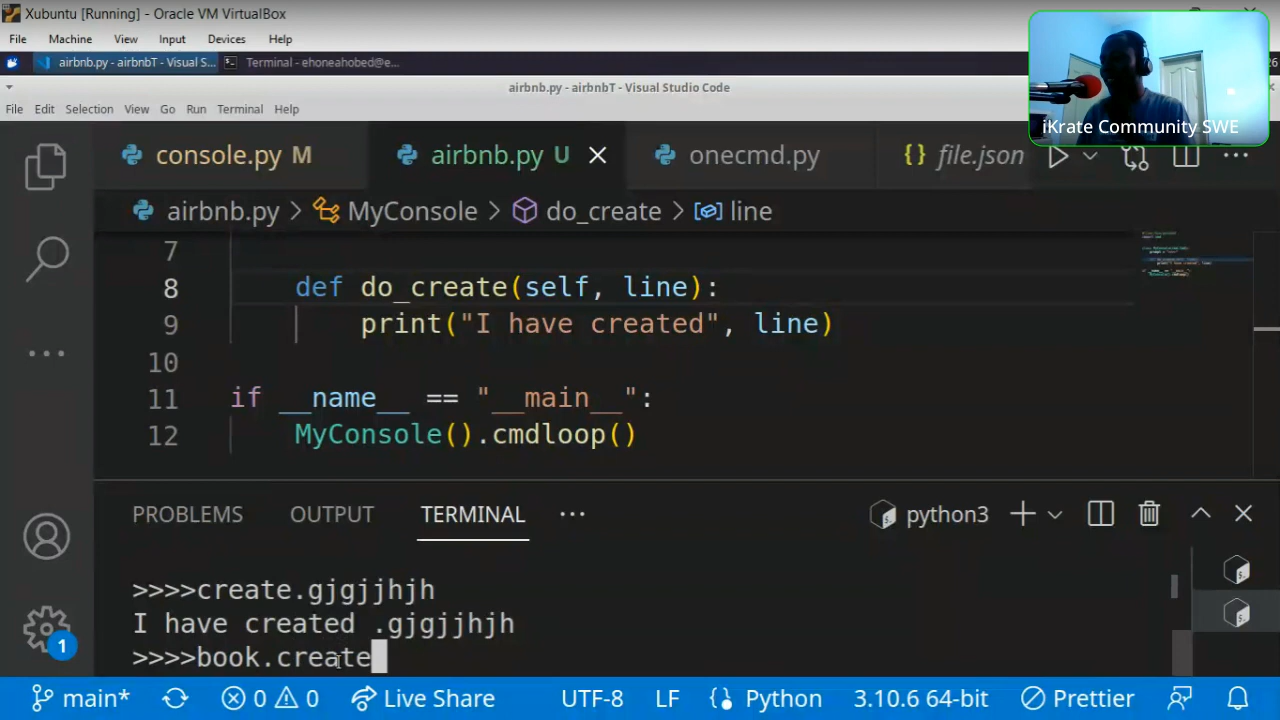 Xubuntu [Running] - Oracle VM VirtualBox
File Machine View Input Devices Help
airbnb.py - airbnbT - Visual S... Terminal - ehoneahobed@e...
airbnb.py - airbnbT - Visual Studio Code
File Edit Selection View Go Run Terminal Help
iKrate Community SWE
console.py M airbnb.py U onecmd.py {} file.json
airbnb.py > MyConsole > do_create > line
7
8 def do_create(self, line):
9 print("I have created", line)
10
11 if __name__ == "__main__":
12 MyConsole().cmdloop()
PROBLEMS OUTPUT TERMINAL ... python3
>>>>create.gjgjjhjh
I have created .gjgjjhjh
>>>>book.create
1
main* 0 0 Live Share UTF-8 LF {} Python 3.10.6 64-bit Prettier